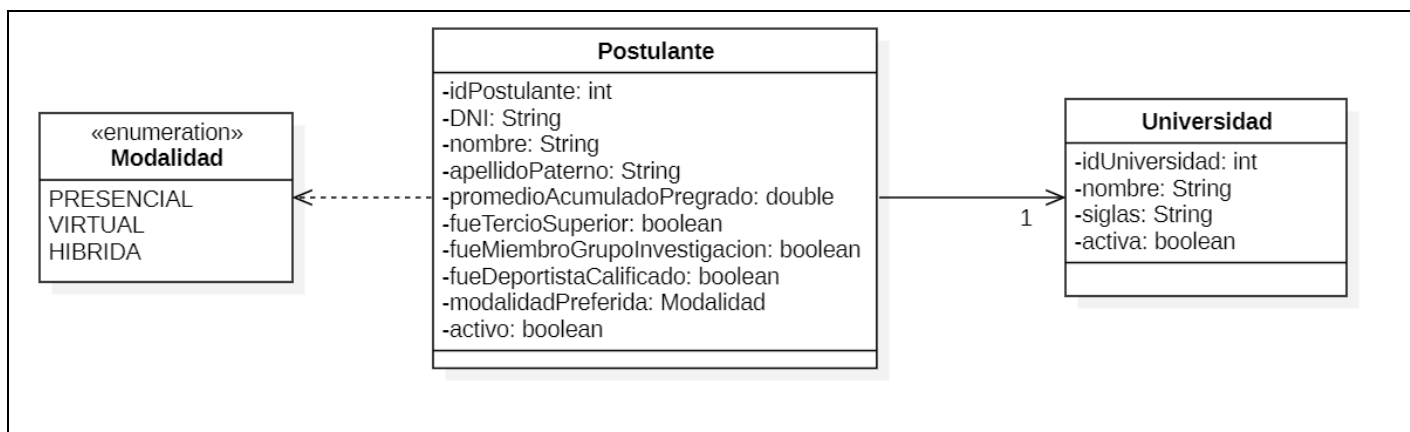 «enumeration»
Modalidad
PRESENCIAL
VIRTUAL
HIBRIDA
Postulante
-idPostulante: int
-DNI: String
-nombre: String
-apellidoPaterno: String
-promedioAcumuladoPregrado: double
-fueTercioSuperior: boolean
-fueMiembroGrupoInvestigacion: boolean
-fueDeportistaCalificado: boolean
-modalidadPreferida: Modalidad
-activo: boolean
1
Universidad
-idUniversidad: int
-nombre: String
-siglas: String
-activa: boolean